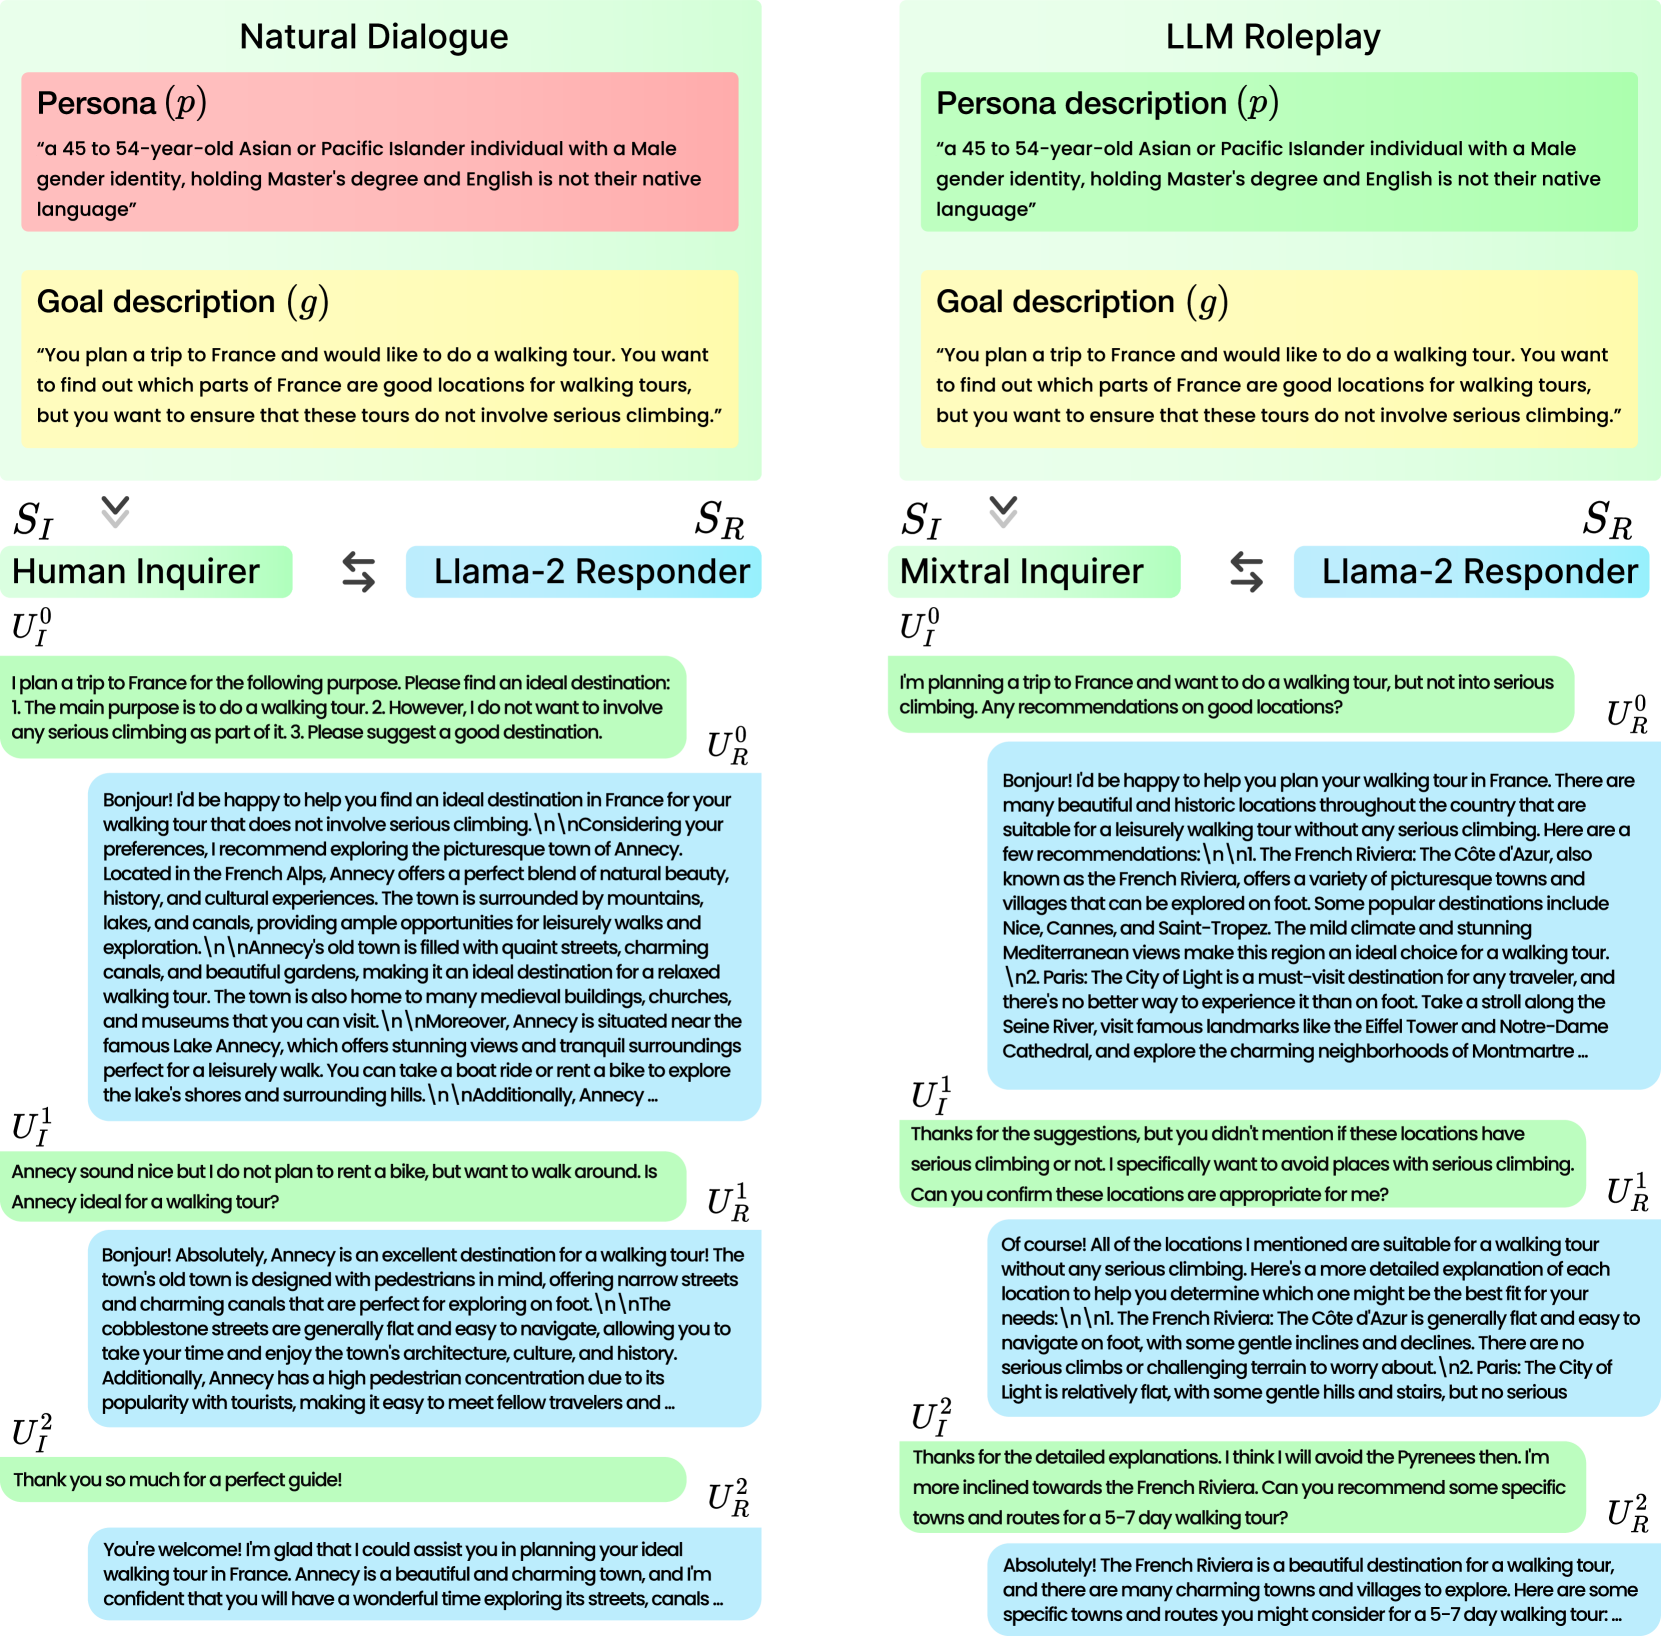 Natural Dialogue
Persona (p)
“a 45 to 54-year-old Asian or Pacific Islander individual with a Male
gender identity, holding Master's degree and English is not their native
language”
Goal description (g)
“You plan a trip to France and would like to do a walking tour. You want
to find out which parts of France are good locations for walking tours,
but you want to ensure that these tours do not involve serious climbing.”
S_I
S_R
Human Inquirer
Llama-2 Responder
U_I^0
I plan a trip to France for the following purpose. Please find an ideal destination:
1. The main purpose is to do a walking tour. 2. However, I do not want to involve
any serious climbing as part of it. 3. Please suggest a good destination.
U_R^0
Bonjour! I'd be happy to help you find an ideal destination in France for your
walking tour that does not involve serious climbing.\n\nConsidering your
preferences, I recommend exploring the picturesque town of Annecy.
Located in the French Alps, Annecy offers a perfect blend of natural beauty,
history, and cultural experiences. The town is surrounded by mountains,
lakes, and canals, providing ample opportunities for leisurely walks and
exploration.\n\nAnnecy's old town is filled with quaint streets, charming
canals, and beautiful gardens, making it an ideal destination for a relaxed
walking tour. The town is also home to many medieval buildings, churches,
and museums that you can visit.\n\nMoreover, Annecy is situated near the
famous Lake Annecy, which offers stunning views and tranquil surroundings
perfect for a leisurely walk. You can take a boat ride or rent a bike to explore
the lake's shores and surrounding hills.\n\nAdditionally, Annecy ...
U_I^1
Annecy sound nice but I do not plan to rent a bike, but want to walk around. Is
Annecy ideal for a walking tour?
U_R^1
Bonjour! Absolutely, Annecy is an excellent destination for a walking tour! The
town's old town is designed with pedestrians in mind, offering narrow streets
and charming canals that are perfect for exploring on foot.\n\nThe
cobblestone streets are generally flat and easy to navigate, allowing you to
take your time and enjoy the town's architecture, culture, and history.
Additionally, Annecy has a high pedestrian concentration due to its
popularity with tourists, making it easy to meet fellow travelers and ...
U_I^2
Thank you so much for a perfect guide!
U_R^2
You're welcome! I'm glad that I could assist you in planning your ideal
walking tour in France. Annecy is a beautiful and charming town, and I'm
confident that you will have a wonderful time exploring its streets, canals ...
LLM Roleplay
Persona description (p)
“a 45 to 54-year-old Asian or Pacific Islander individual with a Male
gender identity, holding Master's degree and English is not their native
language”
Goal description (g)
“You plan a trip to France and would like to do a walking tour. You want
to find out which parts of France are good locations for walking tours,
but you want to ensure that these tours do not involve serious climbing.”
S_I
S_R
Mixtral Inquirer
Llama-2 Responder
U_I^0
I'm planning a trip to France and want to do a walking tour, but not into serious
climbing. Any recommendations on good locations?
U_R^0
Bonjour! I'd be happy to help you plan your walking tour in France. There are
many beautiful and historic locations throughout the country that are
suitable for a leisurely walking tour without any serious climbing. Here are a
few recommendations:\n\n1. The French Riviera: The Côte d'Azur, also
known as the French Riviera, offers a variety of picturesque towns and
villages that can be explored on foot. Some popular destinations include
Nice, Cannes, and Saint-Tropez. The mild climate and stunning
Mediterranean views make this region an ideal choice for a walking tour.
\n2. Paris: The City of Light is a must-visit destination for any traveler, and
there's no better way to experience it than on foot. Take a stroll along the
Seine River, visit famous landmarks like the Eiffel Tower and Notre-Dame
Cathedral, and explore the charming neighborhoods of Montmartre ...
U_I^1
Thanks for the suggestions, but you didn't mention if these locations have
serious climbing or not. I specifically want to avoid places with serious climbing.
Can you confirm these locations are appropriate for me?
U_R^1
Of course! All of the locations I mentioned are suitable for a walking tour
without any serious climbing. Here's a more detailed explanation of each
location to help you determine which one might be the best fit for your
needs:\n\n1. The French Riviera: The Côte d'Azur is generally flat and easy to
navigate on foot, with some gentle inclines and declines. There are no
serious climbs or challenging terrain to worry about.\n2. Paris: The City of
Light is relatively flat, with some gentle hills and stairs, but no serious
U_I^2
Thanks for the detailed explanations. I think I will avoid the Pyrenees then. I'm
more inclined towards the French Riviera. Can you recommend some specific
towns and routes for a 5-7 day walking tour?
U_R^2
Absolutely! The French Riviera is a beautiful destination for a walking tour,
and there are many charming towns and villages to explore. Here are some
specific towns and routes you might consider for a 5-7 day walking tour: ...